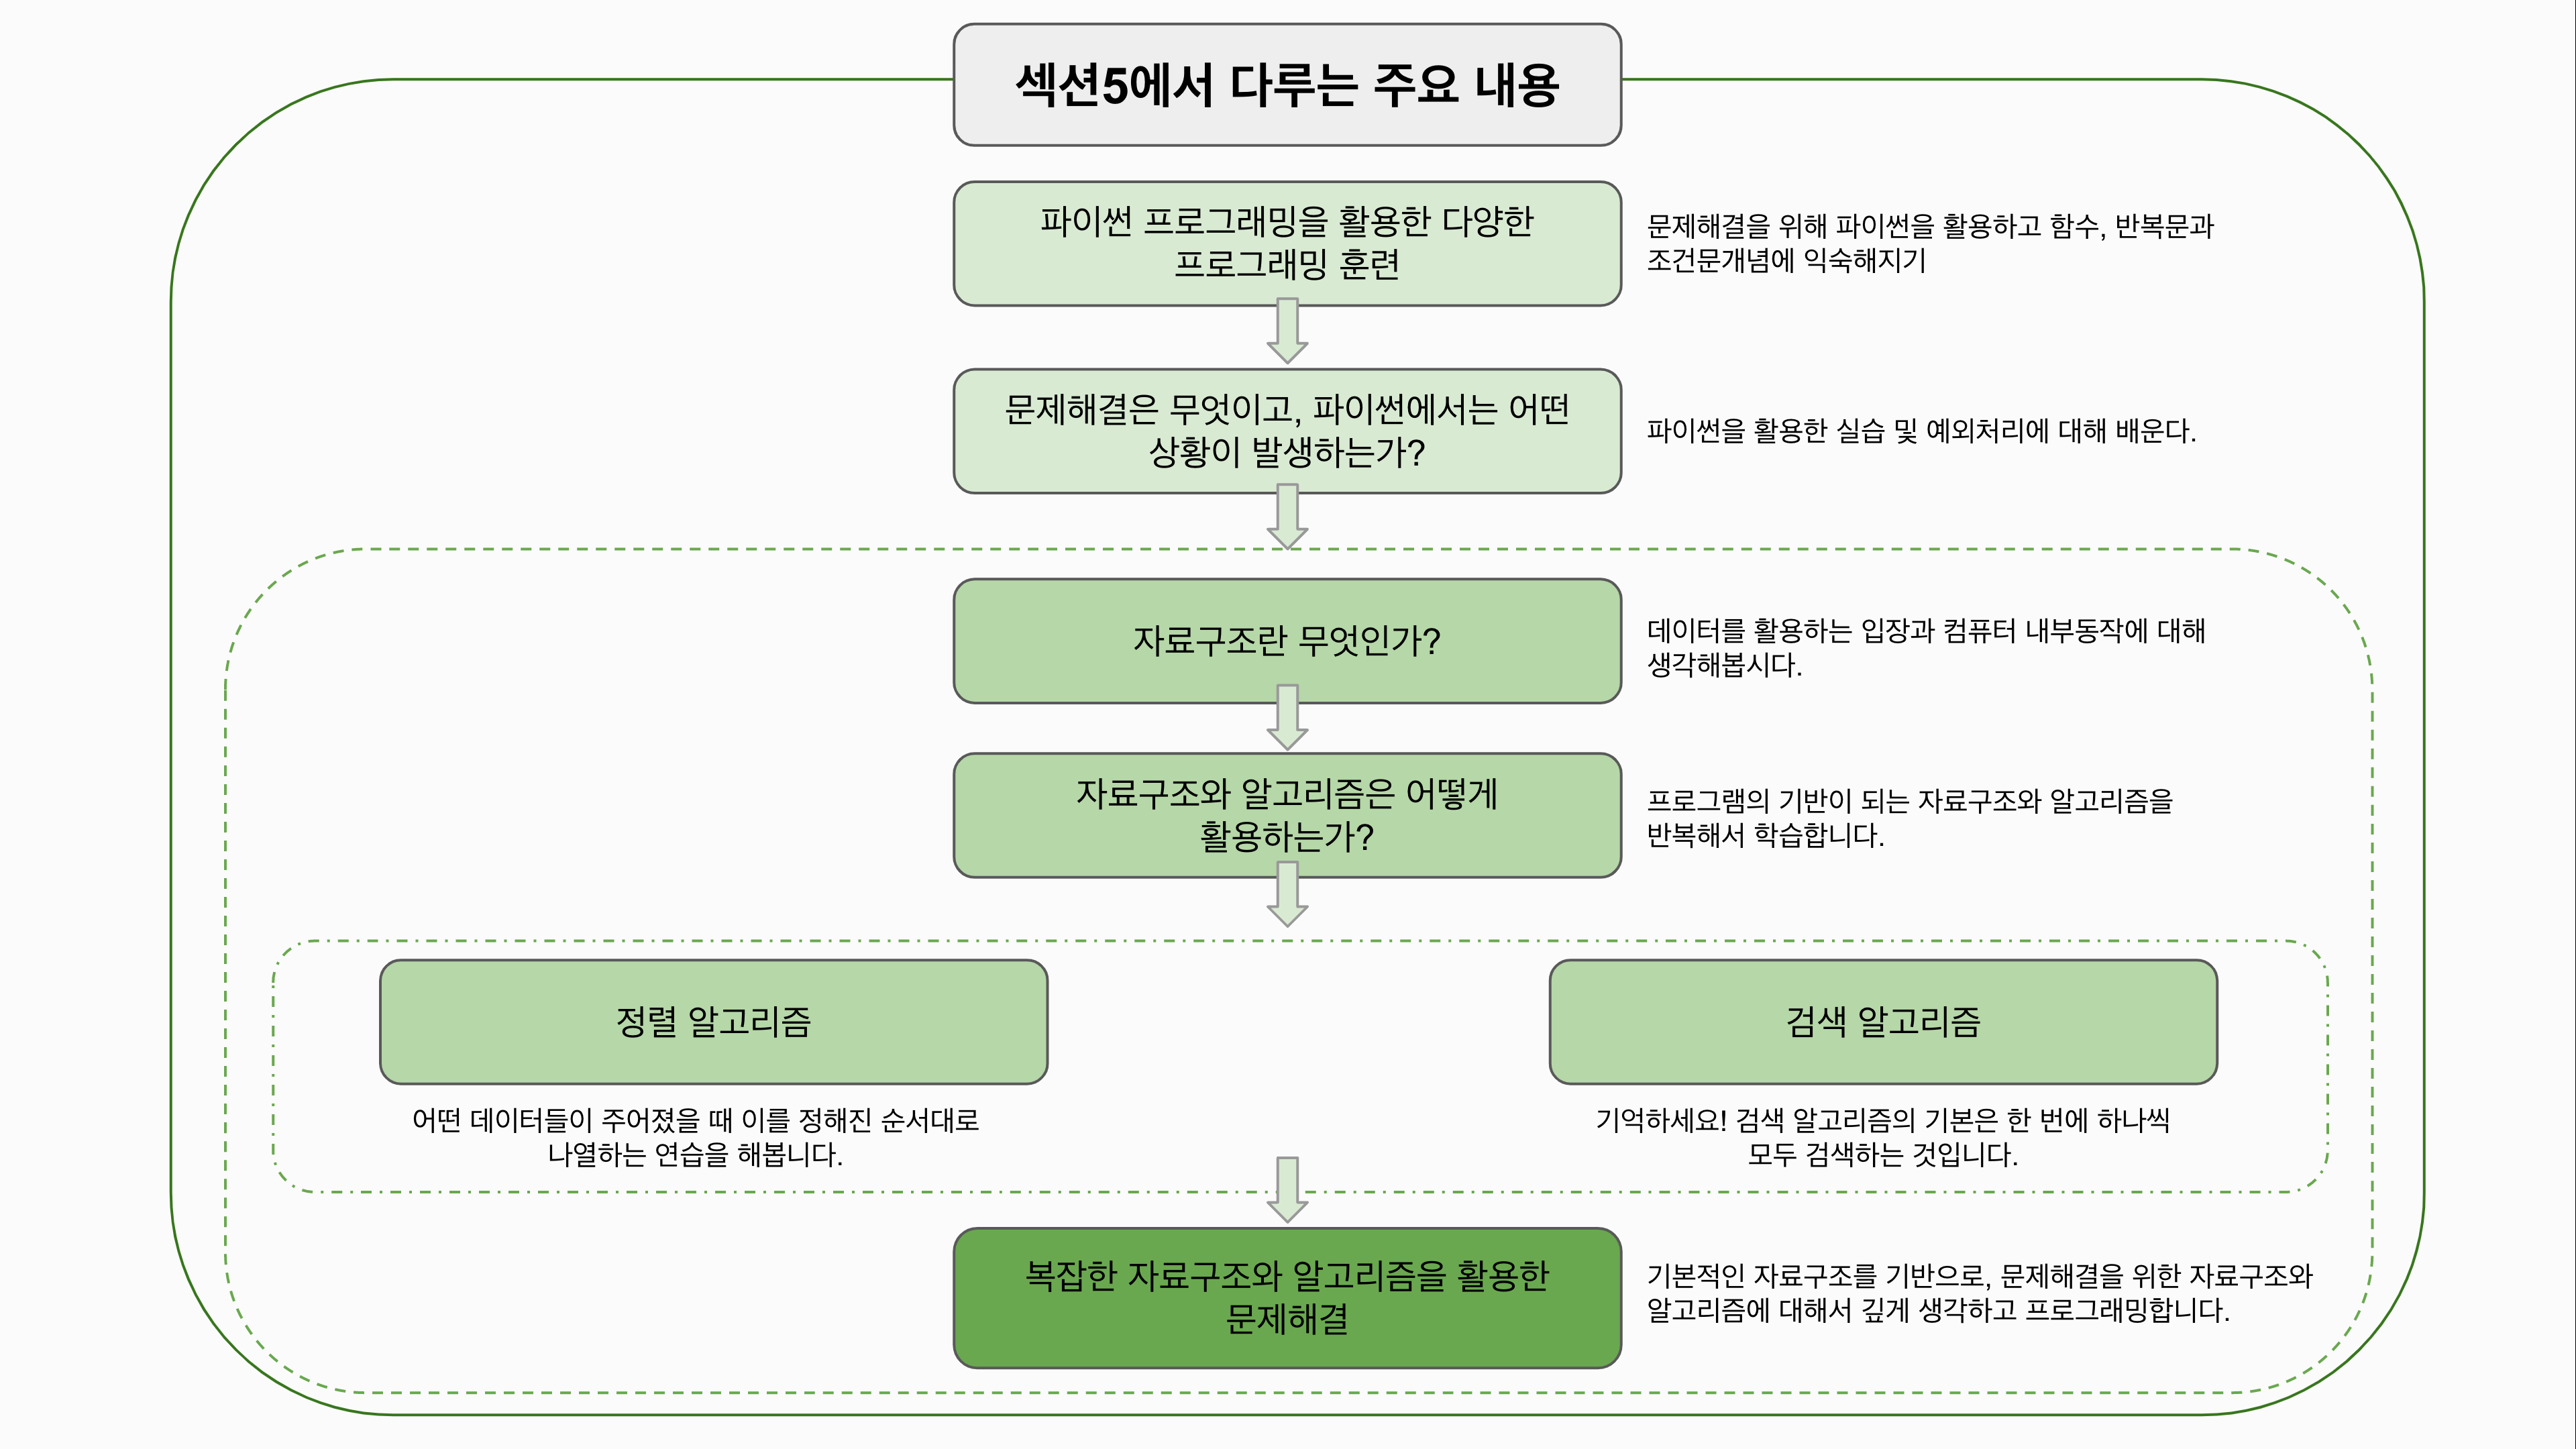 섹션5에서 다루는 주요 내용
파이썬 프로그래밍을 활용한 다양한
프로그래밍 훈련
문제해결을 위해 파이썬을 활용하고 함수, 반복문과
조건문개념에 익숙해지기
문제해결은 무엇이고, 파이썬에서는 어떤
상황이 발생하는가?
파이썬을 활용한 실습 및 예외처리에 대해 배운다.
자료구조란 무엇인가?
데이터를 활용하는 입장과 컴퓨터 내부동작에 대해
생각해봅시다.
자료구조와 알고리즘은 어떻게
활용하는가?
프로그램의 기반이 되는 자료구조와 알고리즘을
반복해서 학습합니다.
정렬 알고리즘
어떤 데이터들이 주어졌을 때 이를 정해진 순서대로
나열하는 연습을 해봅니다.
검색 알고리즘
기억하세요! 검색 알고리즘의 기본은 한 번에 하나씩
모두 검색하는 것입니다.
복잡한 자료구조와 알고리즘을 활용한
문제해결
기본적인 자료구조를 기반으로, 문제해결을 위한 자료구조와
알고리즘에 대해서 깊게 생각하고 프로그래밍합니다.